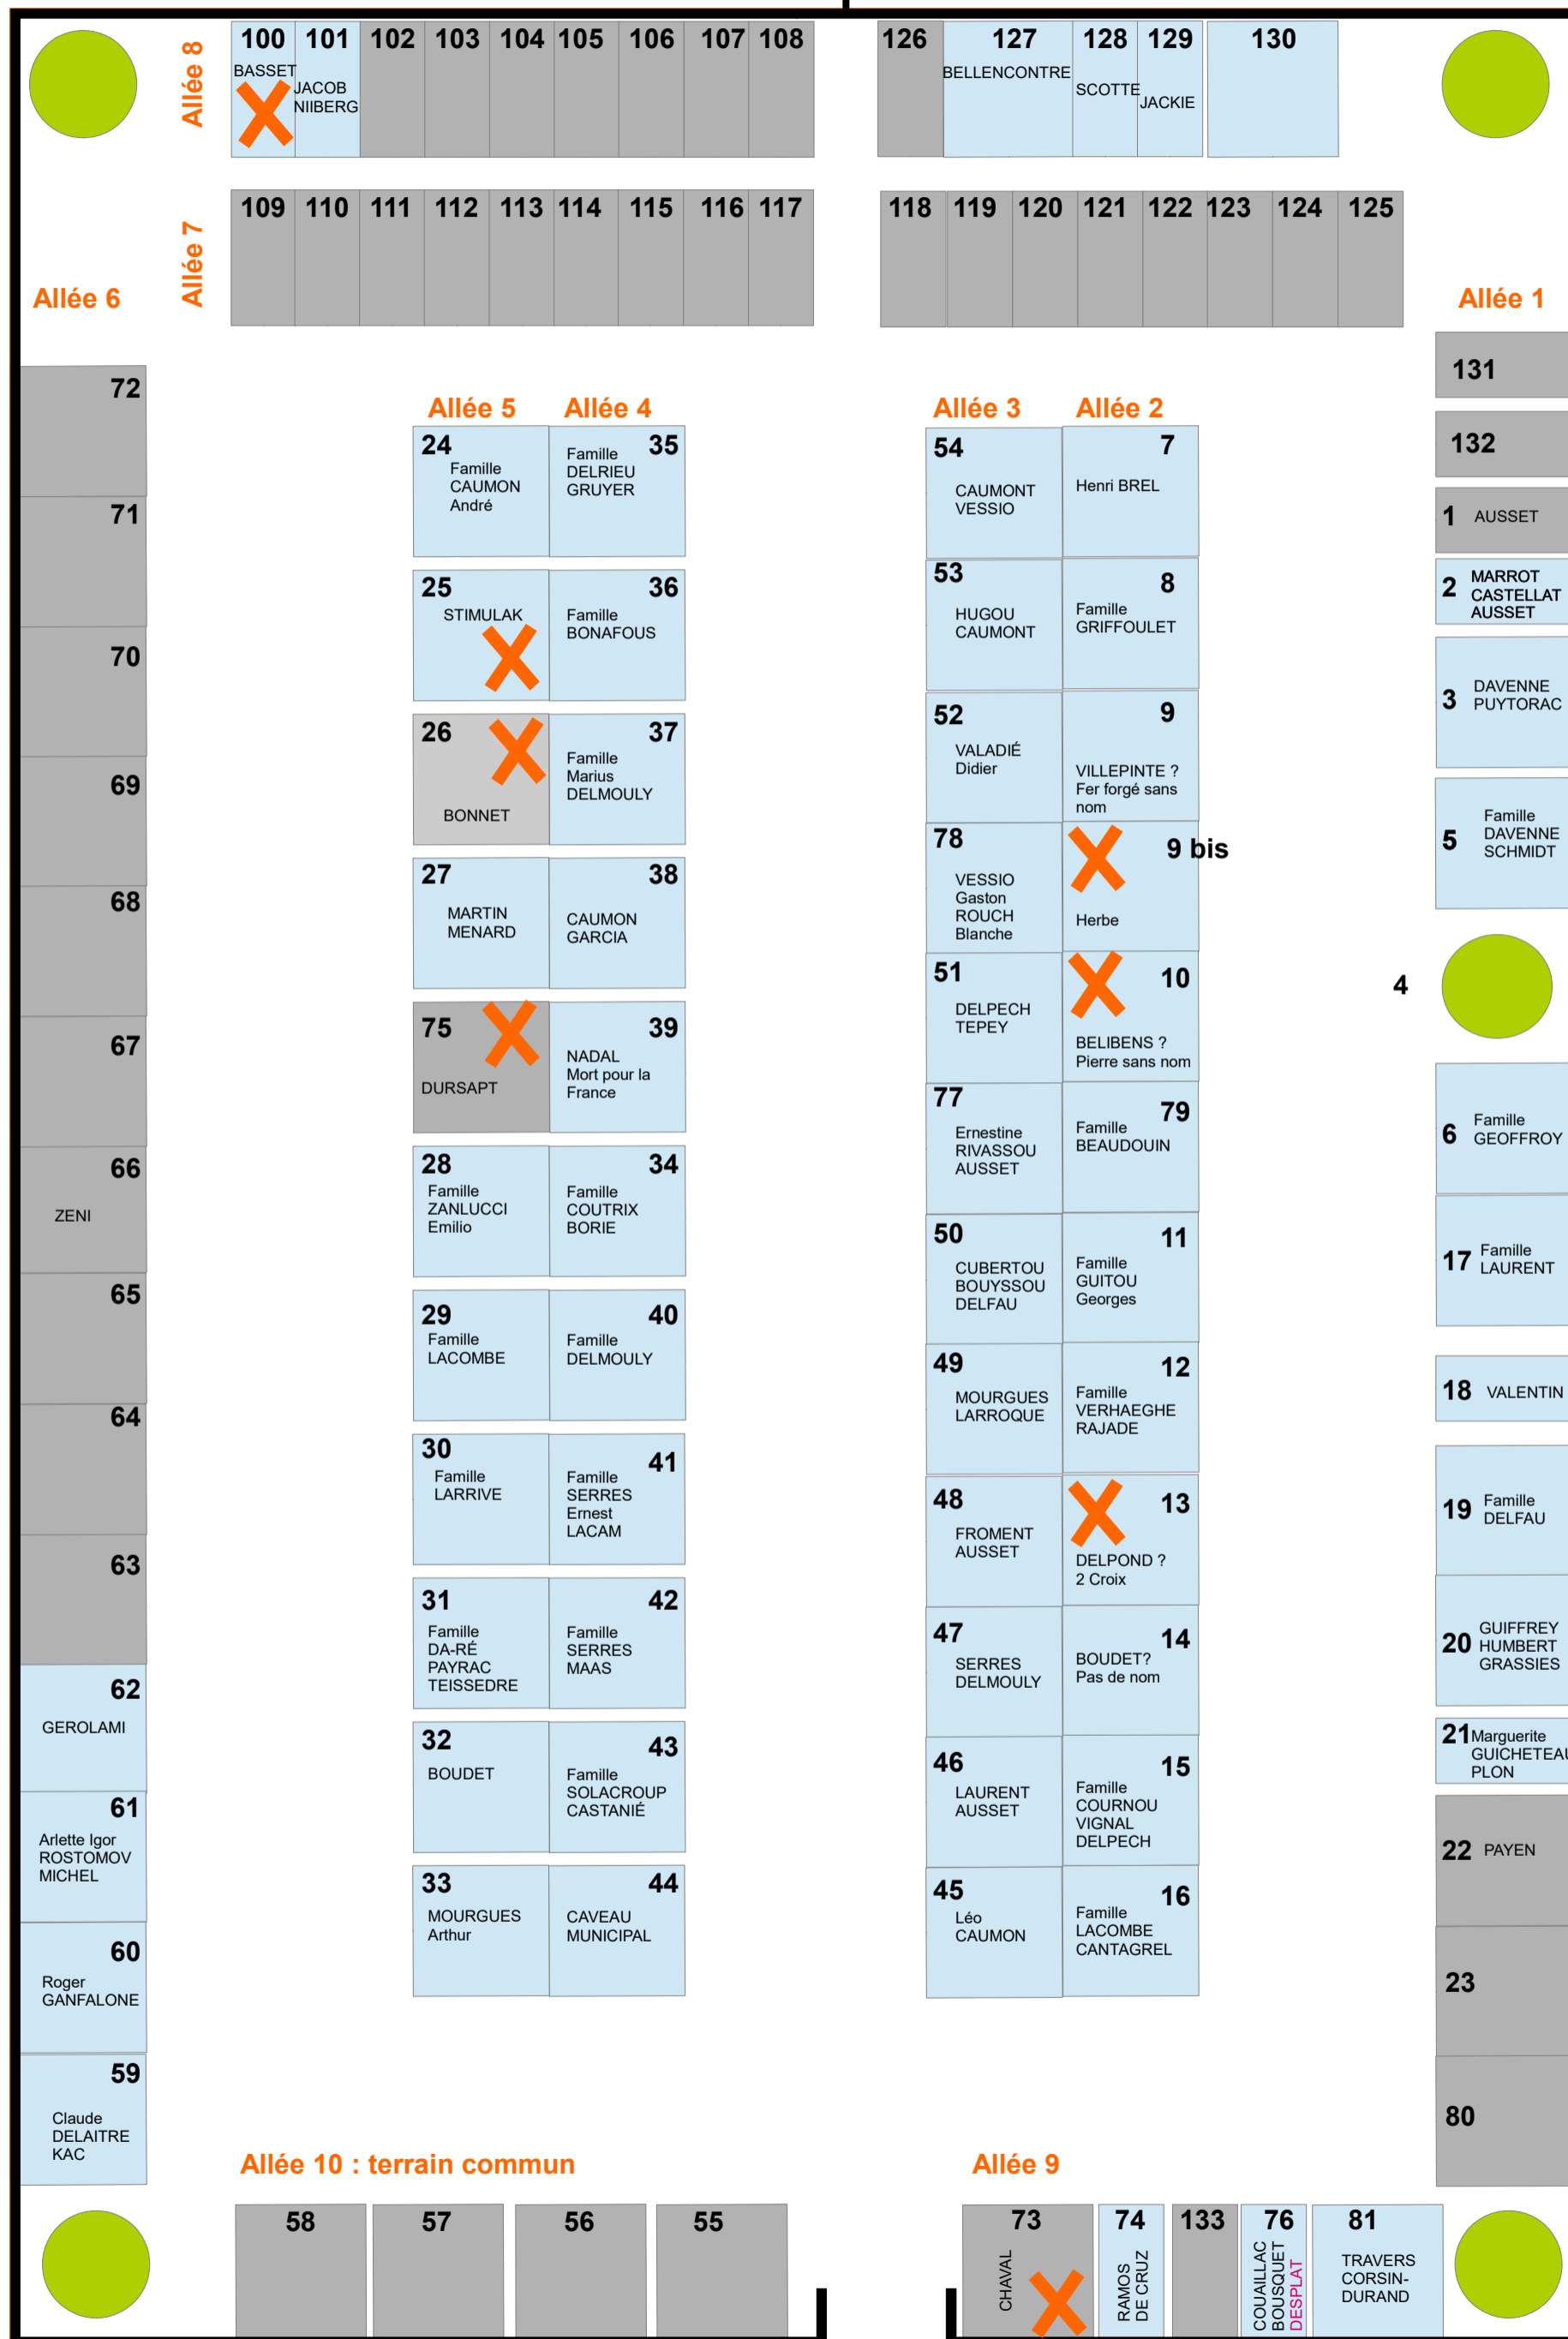 Allée 8
100 101 102 103 104 105 106 107 108
BASSET
JACOB
NIIBERG
126 127 128 129 130
BELLENCONTRE
SCOTTE
JACKIE
Allée 7
109 110 111 112 113 114 115 116 117
118 119 120 121 122 123 124 125
Allée 6
72
71
70
69
68
67
66
ZENI
65
64
63
62
GEROLAMI
61
Arlette Igor
ROSTOMOV
MICHEL
60
Roger
GANFALONE
59
Claude
DELAITRE
KAC
Allée 5
24
Famille
CAUMON
André
25
STIMULAK
26
BONNET
27
MARTIN
MENARD
75
DURSAPT
28
Famille
ZANLUCCI
Emilio
29
Famille
LACOMBE
30
Famille
LARRIVE
31
Famille
DA-RÉ
PAYRAC
TEISSEDRE
32
BOUDET
33
MOURGUES
Arthur
Allée 4
35
Famille
DELRIEU
GRUYER
36
Famille
BONAFOUS
37
Famille
Marius
DELMOULY
38
CAUMON
GARCIA
39
NADAL
Mort pour la
France
34
Famille
COUTRIX
BORIE
40
Famille
DELMOULY
41
Famille
SERRES
Ernest
LACAM
42
Famille
SERRES
MAAS
43
Famille
SOLACROUP
CASTANIÉ
44
CAVEAU
MUNICIPAL
Allée 3
54
CAUMONT
VESSIO
53
HUGOU
CAUMONT
52
VALADIÉ
Didier
78
VESSIO
Gaston
ROUCH
Blanche
51
DELPECH
TEPEY
77
Ernestine
RIVASSOU
AUSSET
50
CUBERTOU
BOUYSSOU
DELFAU
49
MOURGUES
LARROQUE
48
FROMENT
AUSSET
47
SERRES
DELMOULY
46
LAURENT
AUSSET
45
Léo
CAUMON
Allée 2
7
Henri BREL
8
Famille
GRIFFOULET
9
VILLEPINTE ?
Fer forgé sans
nom
9 bis
Herbe
10
BELIBENS ?
Pierre sans nom
79
Famille
BEAUDOUIN
11
Famille
GUITOU
Georges
12
Famille
VERHAEGHE
RAJADE
13
DELPOND ?
2 Croix
14
BOUDET?
Pas de nom
15
Famille
COURNOU
VIGNAL
DELPECH
16
Famille
LACOMBE
CANTAGREL
Allée 1
131
132
1 AUSSET
2 MARROT
CASTELLAT
AUSSET
3 DAVENNE
PUYTORAC
5 Famille
DAVENNE
SCHMIDT
4
6 Famille
GEOFFROY
17 Famille
LAURENT
18 VALENTIN
19 Famille
DELFAU
20 GUIFFREY
HUMBERT
GRASSIES
21 Marguerite
GUICHETEAU
PLON
22 PAYEN
23
80
Allée 10 : terrain commun
58 57 56 55
Allée 9
73
CHAVAL
74
RAMOS
DE CRUZ
133
76
COUAILLAC
BOUSQUET
DESPLAT
81
TRAVERS
CORSIN-
DURAND